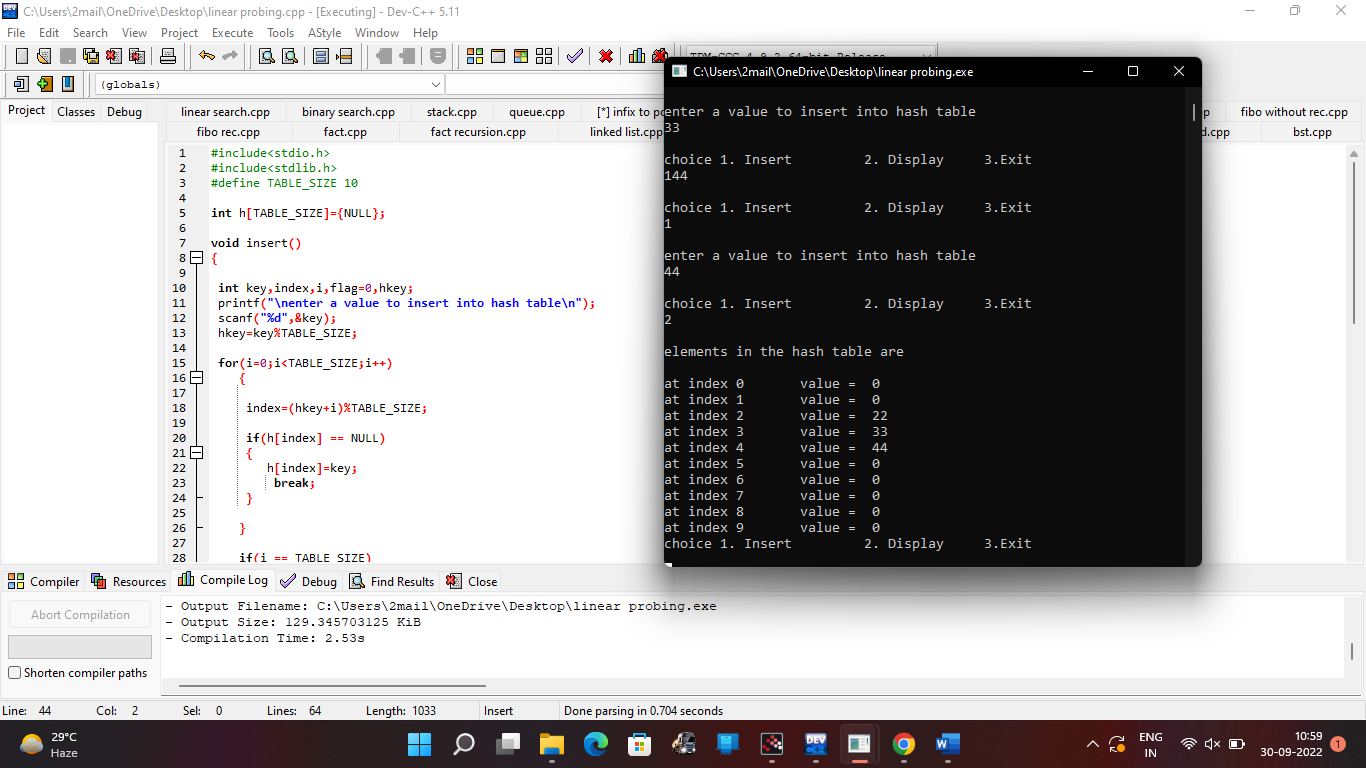 C:\Users\2mail\OneDrive\Desktop\linear probing.cpp - [Executing] - Dev-C++ 5.11
File Edit Search View Project Execute Tools AStyle Window Help
(globals)
Project Classes Debug
linear search.cpp binary search.cpp stack.cpp queue.cpp [*] infix to fibo without rec.cpp
fibo rec.cpp fact.cpp fact recursion.cpp linked list.cpp d.cpp bst.cpp
1 #include<stdio.h>
2 #include<stdlib.h>
3 #define TABLE_SIZE 10
4
5 int h[TABLE_SIZE]={NULL};
6
7 void insert()
8 {
9
10 int key,index,i,flag=0,hkey;
11 printf("\nenter a value to insert into hash table\n");
12 scanf("%d",&key);
13 hkey=key%TABLE_SIZE;
14
15 for(i=0;i<TABLE_SIZE;i++)
16 {
17
18 index=(hkey+i)%TABLE_SIZE;
19
20 if(h[index] == NULL)
21 {
22 h[index]=key;
23 break;
24 }
25
26 }
27
28 if(i == TABLE SIZE)
C:\Users\2mail\OneDrive\Desktop\linear probing.exe
enter a value to insert into hash table
33
choice 1. Insert 2. Display 3.Exit
144
choice 1. Insert 2. Display 3.Exit
1
enter a value to insert into hash table
44
choice 1. Insert 2. Display 3.Exit
2
elements in the hash table are
at index 0 value = 0
at index 1 value = 0
at index 2 value = 22
at index 3 value = 33
at index 4 value = 44
at index 5 value = 0
at index 6 value = 0
at index 7 value = 0
at index 8 value = 0
at index 9 value = 0
choice 1. Insert 2. Display 3.Exit
Compiler Resources Compile Log Debug Find Results Close
Abort Compilation
Shorten compiler paths
- Output Filename: C:\Users\2mail\OneDrive\Desktop\linear probing.exe
- Output Size: 129.345703125 KiB
- Compilation Time: 2.53s
Line: 44 Col: 2 Sel: 0 Lines: 64 Length: 1033 Insert Done parsing in 0.704 seconds
29°C
Haze
DEV
W
ENG
IN
10:59
30-09-2022
1